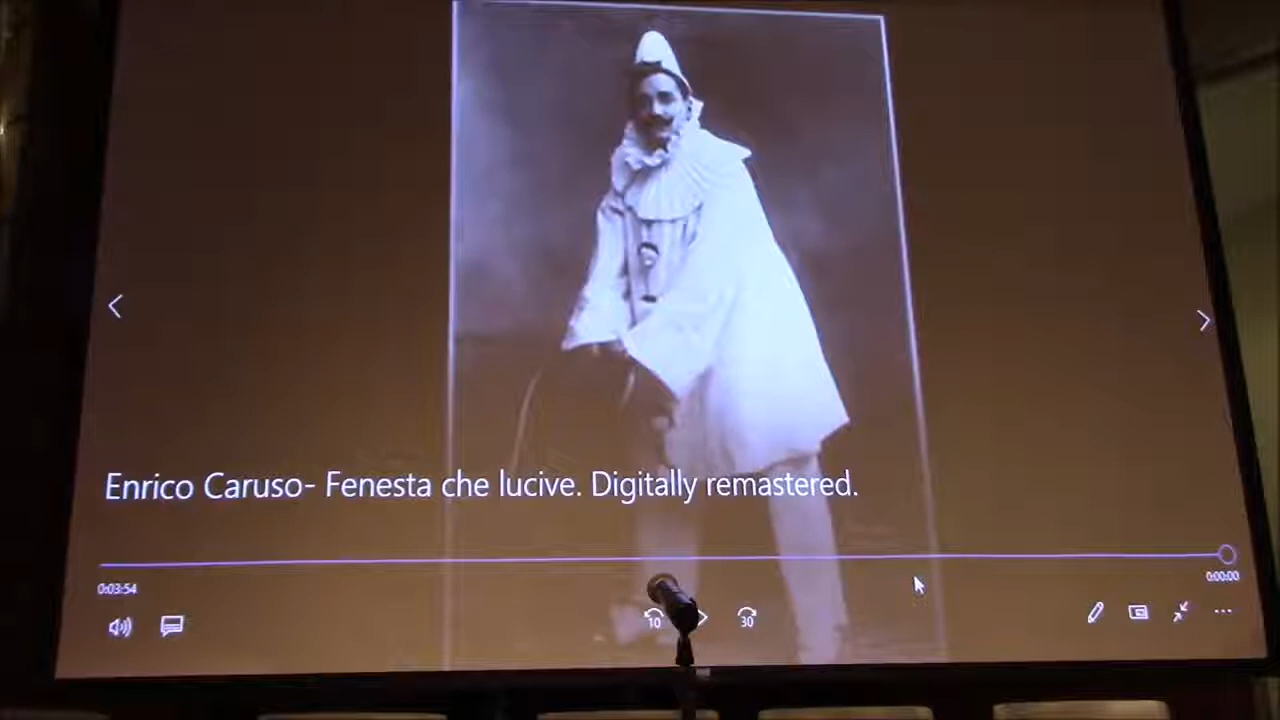 Enrico Caruso- Fenesta che lucive. Digitally remastered.
0:03:54
0:00:00
10
30